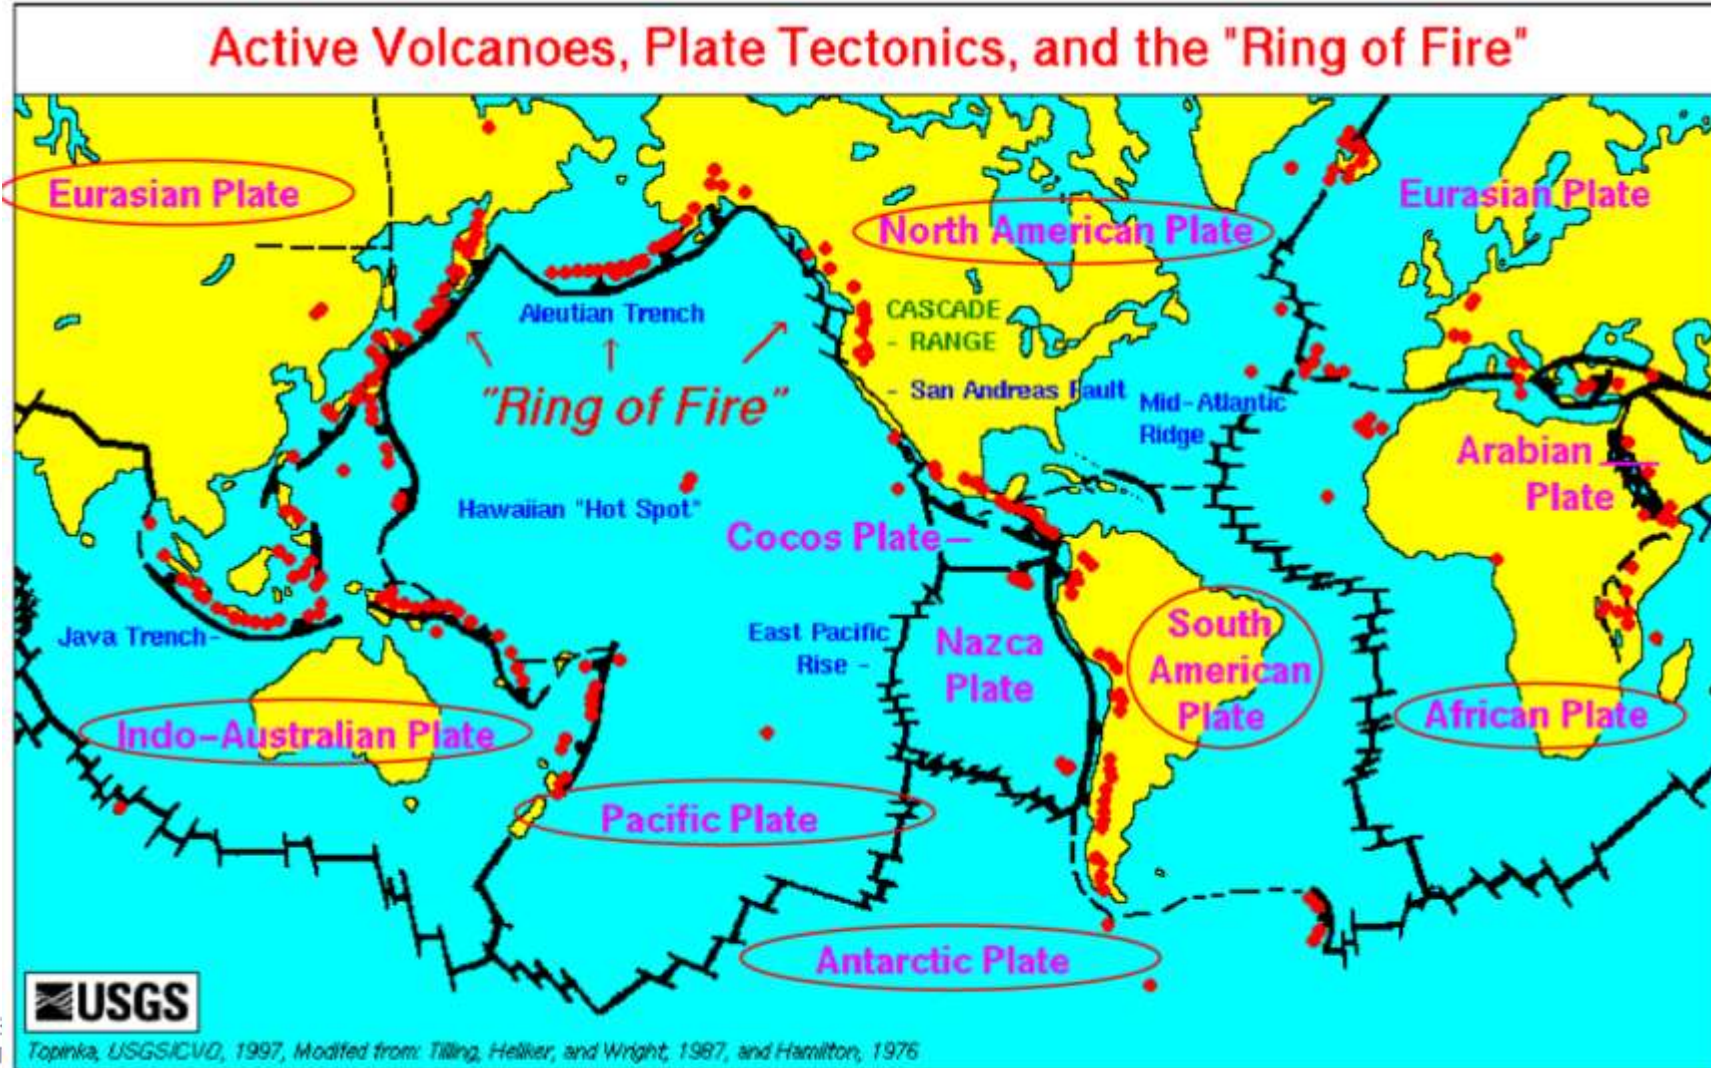 Active Volcanoes, Plate Tectonics, and the "Ring of Fire"
Eurasian Plate
North American Plate
Eurasian Plate
Aleutian Trench
CASCADE
- RANGE
"Ring of Fire"
- San Andreas Fault
Mid-Atlantic
Ridge
Arabian
Plate
Hawaiian "Hot Spot"
Cocos Plate
Java Trench-
East Pacific
Rise -
Nazca
Plate
South
American
Plate
Indo-Australian Plate
African Plate
Pacific Plate
Antarctic Plate
USGS
Topinka, USGS/CVO, 1997, Modified from: Tilling, Heliker, and Wright, 1987, and Hamilton, 1976